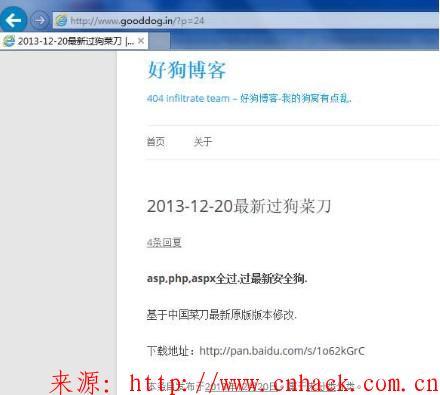 http://www.gooddog.in/?p=24
2013-12-20最新过狗菜刀 |...
好狗博客
404 infiltrate team – 好狗博客-我的狗窝有点乱.
首页 关于
2013-12-20最新过狗菜刀
4条回复
asp,php,aspx全过.过最新安全狗.
基于中国菜刀最新原版版本修改.
下载地址：http://pan.baidu.com/s/1o62kGrC
来源: http://www.cnhack.com.cn